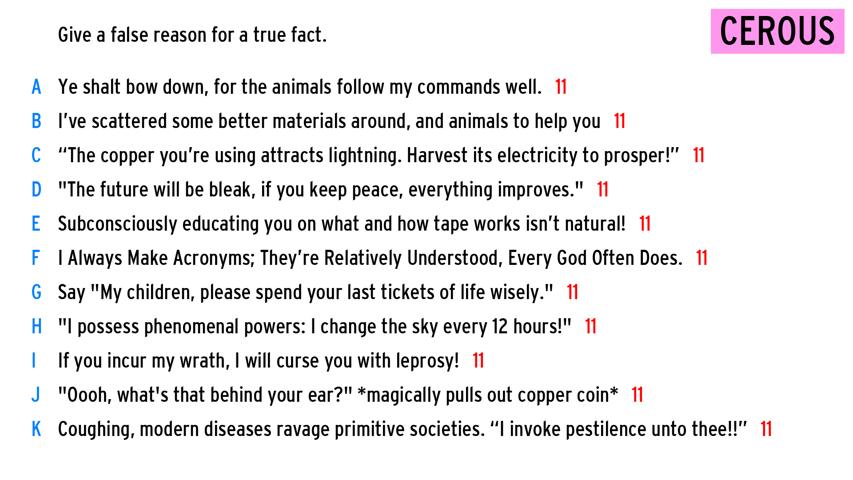 Give a false reason for a true fact.
CEROUS
A Ye shalt bow down, for the animals follow my commands well. 11
B I’ve scattered some better materials around, and animals to help you 11
C “The copper you’re using attracts lightning. Harvest its electricity to prosper!” 11
D "The future will be bleak, if you keep peace, everything improves." 11
E Subconsciously educating you on what and how tape works isn’t natural! 11
F I Always Make Acronyms; They’re Relatively Understood, Every God Often Does. 11
G Say "My children, please spend your last tickets of life wisely." 11
H "I possess phenomenal powers: I change the sky every 12 hours!" 11
I If you incur my wrath, I will curse you with leprosy! 11
J "Oooh, what's that behind your ear?" *magically pulls out copper coin* 11
K Coughing, modern diseases ravage primitive societies. “I invoke pestilence unto thee!!” 11